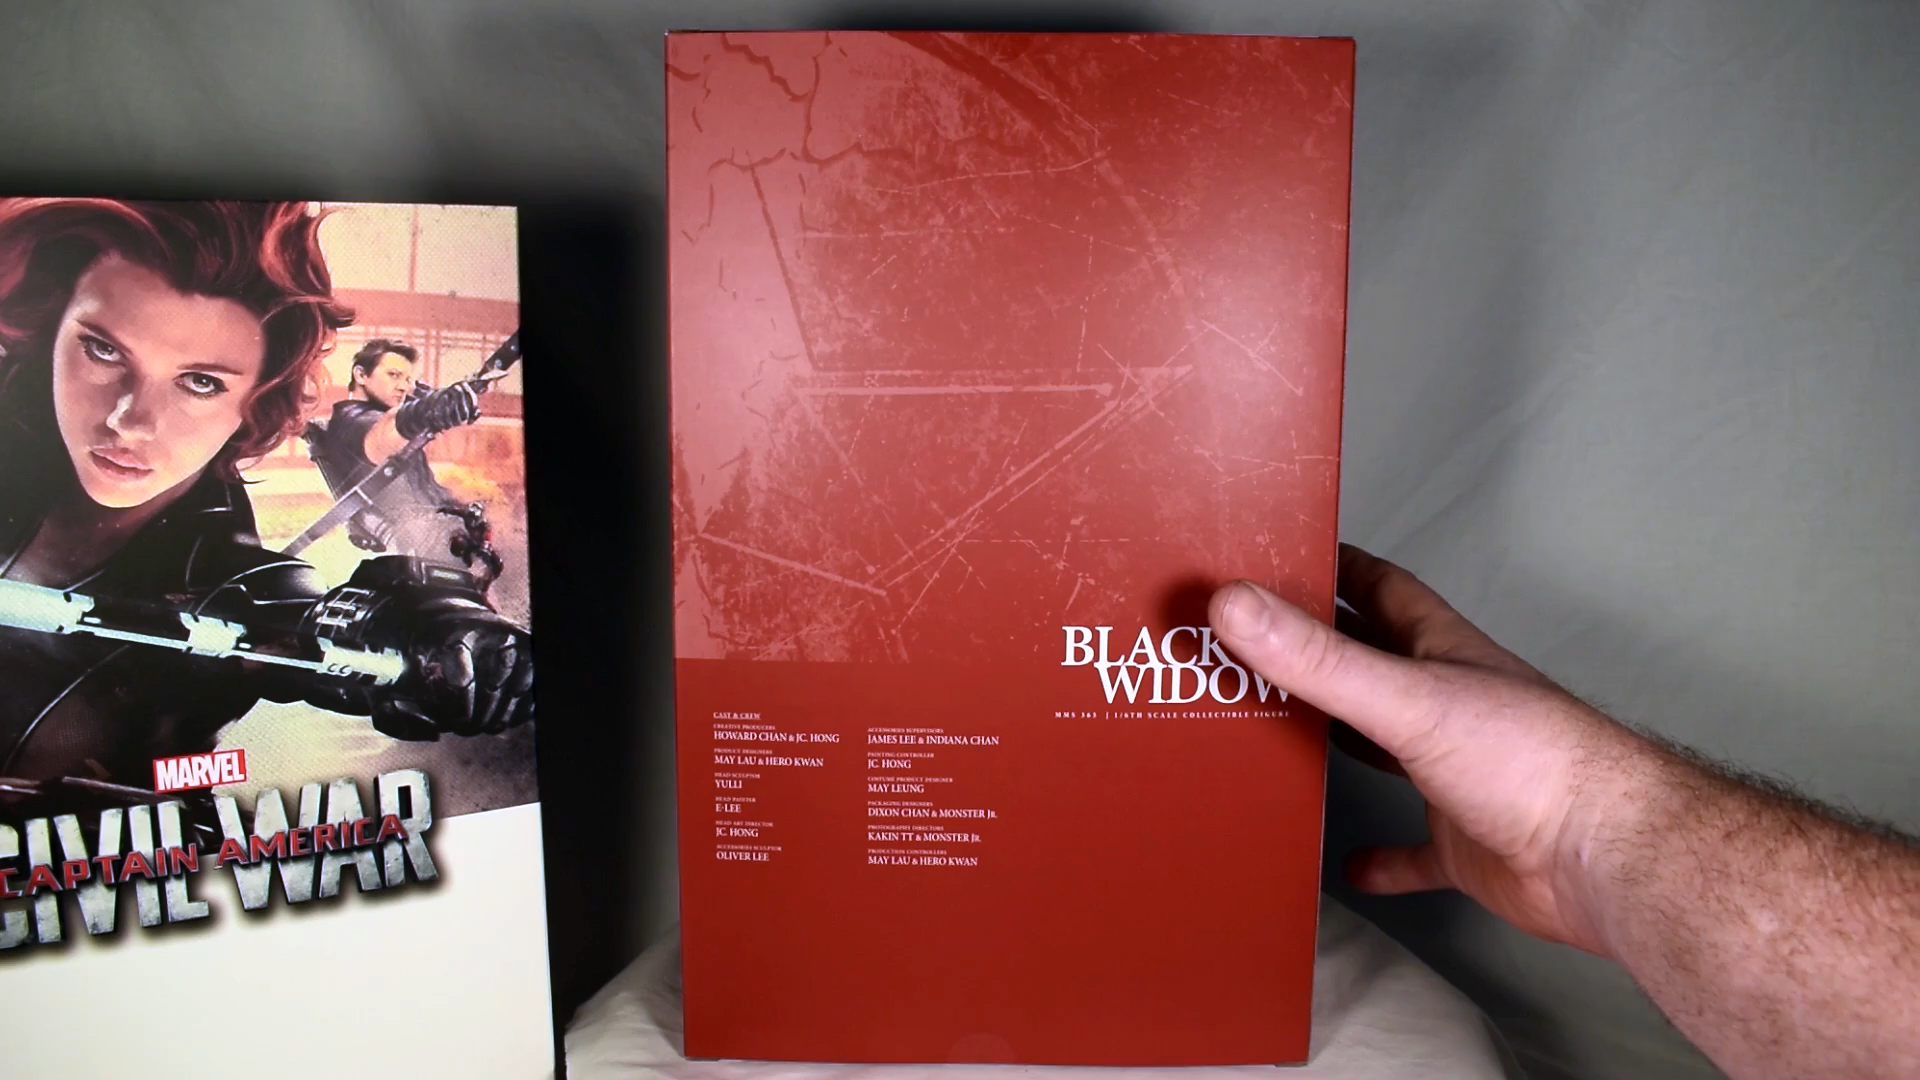 MARVEL
CIVIL WAR
CAPTAIN AMERICA
BLACK
WIDOW
MMS 365 | 1/6TH SCALE COLLECTIBLE FIGURE
CAST & CREW
CREATIVE PRODUCERS
HOWARD CHAN & JC. HONG
PRODUCT DESIGNERS
MAY LAU & HERO KWAN
HEAD SCULPTOR
YULLI
HEAD PAINTER
E-LEE
HEAD ART DIRECTOR
JC. HONG
ACCESSORIES SCULPTOR
OLIVER LEE
ACCESSORIES SUPERVISORS
JAMES LEE & INDIANA CHAN
PAINTING CONTROLLER
JC. HONG
COSTUME PRODUCT DESIGNER
MAY LEUNG
PACKAGING DESIGNERS
DIXON CHAN & MONSTER JR.
PHOTOGRAPHY DIRECTORS
KAKIN TT & MONSTER JR.
PRODUCTION CONTROLLERS
MAY LAU & HERO KWAN